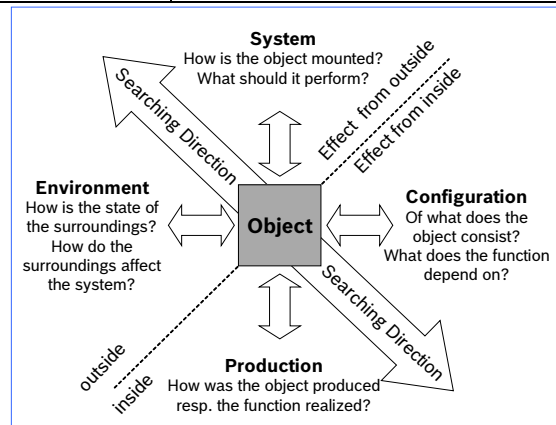 System
How is the object mounted?
What should it perform?
Searching Direction
Effect from outside
Effect from inside
Environment
How is the state of
the surroundings?
How do the
surroundings affect
the system?
Object
Configuration
Of what does the
object consist?
What does the function
depend on?
Searching Direction
outside
inside
Production
How was the object produced
resp. the function realized?